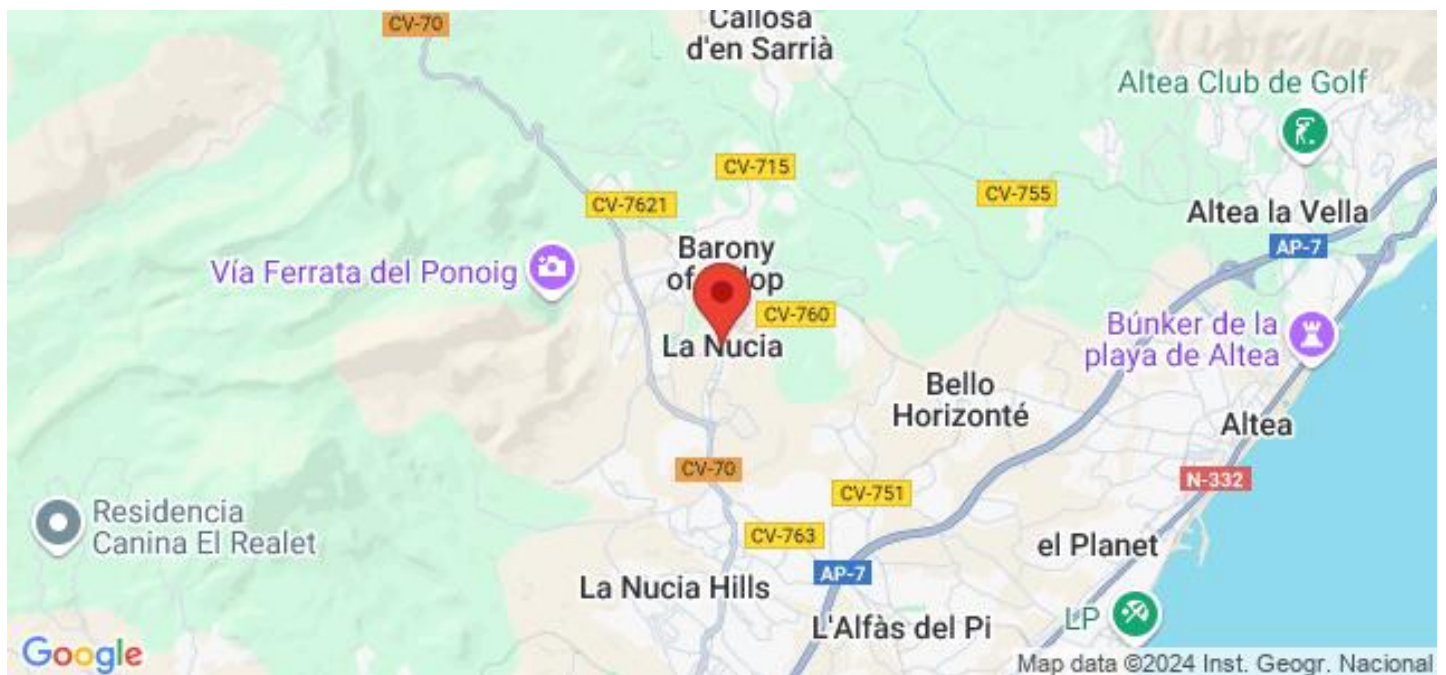 CV-70
Callosa
d'en Sarrià
Altea Club de Golf
CV-715
CV-755
CV-7621
Altea la Vella
AP-7
Barony
Vía Ferrata del Ponoig
CV-760
La Nucia
Búnker de la
playa de Altea
Bello
Horizonté
Altea
CV-70
N-332
CV-751
Residencia
Canina El Realet
CV-763
el Planet
AP-7
La Nucia Hills
L'Alfàs del Pi
LP
Google
Map data ©2024 Inst. Geogr. Nacional